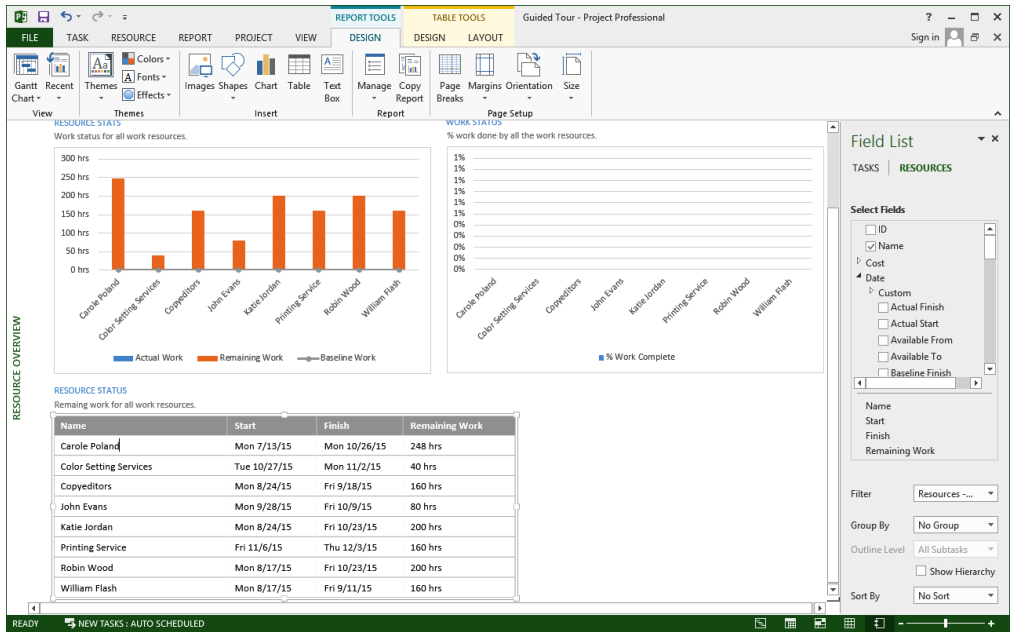 REPORT TOOLS TABLE TOOLS Guided Tour - Project Professional
FILE TASK RESOURCE REPORT PROJECT VIEW DESIGN DESIGN LAYOUT Sign in
Gantt Chart
Recent
Themes
Colors
Fonts
Effects
Images Shapes Chart Table Text Box
Manage Copy Report
Page Breaks Margins Orientation Size
View Themes Insert Report Page Setup
RESOURCE OVERVIEW
RESOURCE STATS
Work status for all work resources.
300 hrs
250 hrs
200 hrs
150 hrs
100 hrs
50 hrs
0 hrs
Carole Poland
Color Setting Services
Copyeditors
John Evans
Katie Jordan
Printing Service
Robin Wood
William Flash
Actual Work Remaining Work Baseline Work
WORK STATUS
% work done by all the work resources.
1%
1%
1%
1%
1%
1%
0%
0%
0%
0%
0%
Carole Poland
Color Setting Services
Copyeditors
John Evans
Katie Jordan
Printing Service
Robin Wood
William Flash
% Work Complete
RESOURCE STATUS
Remaing work for all work resources.
Name Start Finish Remaining Work
Carole Poland Mon 7/13/15 Mon 10/26/15 248 hrs
Color Setting Services Tue 10/27/15 Mon 11/2/15 40 hrs
Copyeditors Mon 8/24/15 Fri 9/18/15 160 hrs
John Evans Mon 9/28/15 Fri 10/9/15 80 hrs
Katie Jordan Mon 8/24/15 Fri 10/23/15 200 hrs
Printing Service Fri 11/6/15 Thu 12/3/15 160 hrs
Robin Wood Mon 8/17/15 Fri 10/23/15 200 hrs
William Flash Mon 8/17/15 Fri 9/11/15 160 hrs
Field List
TASKS RESOURCES
Select Fields
ID
Name
Cost
Date
Custom
Actual Finish
Actual Start
Available From
Available To
Baseline Finish
Name
Start
Finish
Remaining Work
Filter Resources -...
Group By No Group
Outline Level All Subtasks
Show Hierarchy
Sort By No Sort
READY NEW TASKS : AUTO SCHEDULED